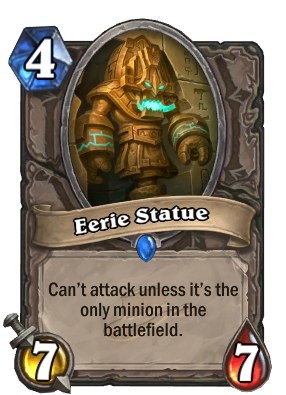 4
Eerie Statue
Can't attack unless it's the
only minion in the
battlefield.
7
7